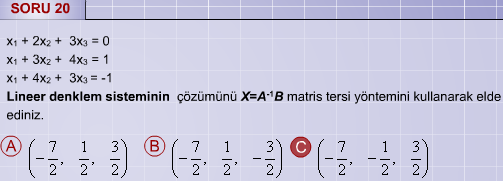 SORU 20
x₁ + 2x₂ + 3x₃ = 0
x₁ + 3x₂ + 4x₃ = 1
x₁ + 4x₂ + 3x₃ = -1
Lineer denklem sisteminin çözümünü X=A⁻¹B matris tersi yöntemini kullanarak elde
ediniz.
A (-7/2, 1/2, 3/2) B (-7/2, 1/2, -3/2) C (-7/2, -1/2, 3/2)